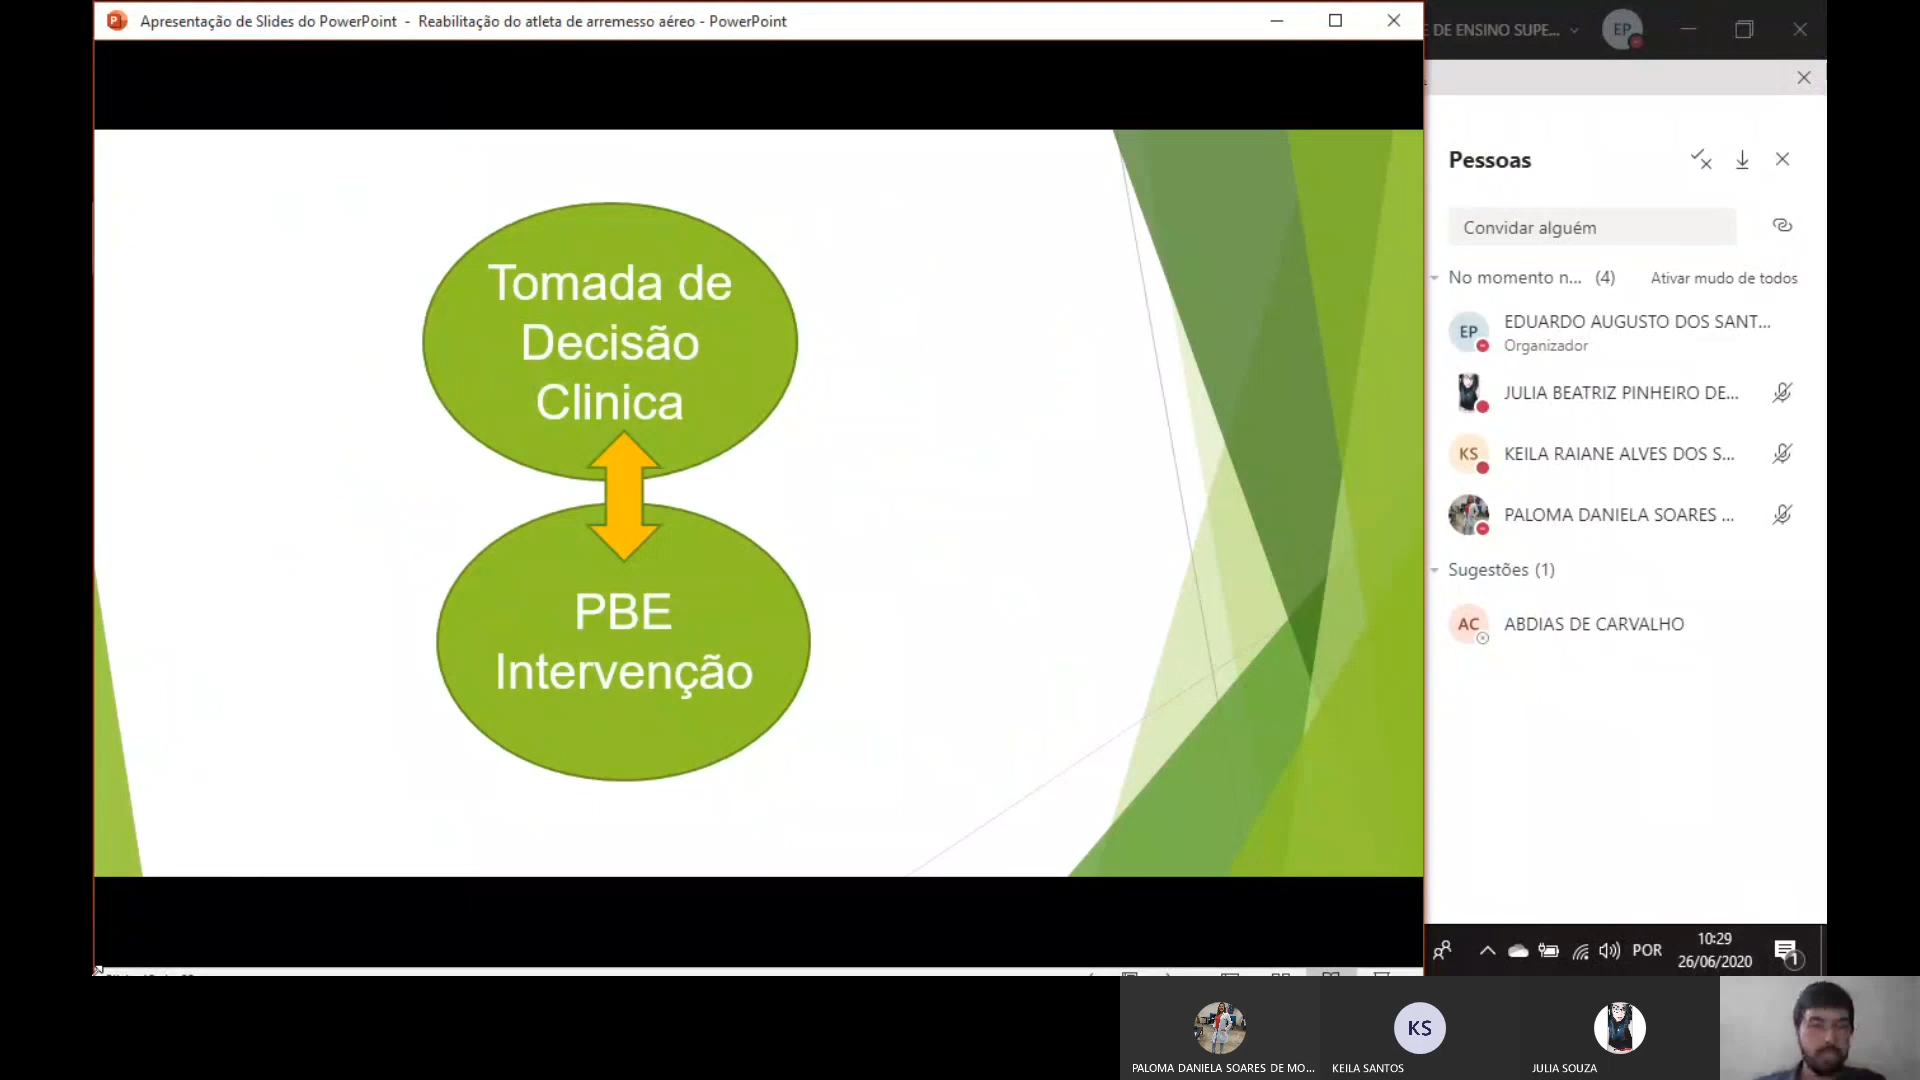 Apresentação de Slides do PowerPoint - Reabilitação do atleta de arremesso aéreo - PowerPoint
DE ENSINO SUPE...
EP
Tomada de
Decisão
Clinica
PBE
Intervenção
Pessoas
Convidar alguém
No momento n... (4)
Ativar mudo de todos
EP
EDUARDO AUGUSTO DOS SANT...
Organizador
JULIA BEATRIZ PINHEIRO DE...
KS
KEILA RAIANE ALVES DOS S...
PALOMA DANIELA SOARES ...
Sugestões (1)
AC
ABDIAS DE CARVALHO
POR
10:29
26/06/2020
1
KS
PALOMA DANIELA SOARES DE MO...
KEILA SANTOS
JULIA SOUZA